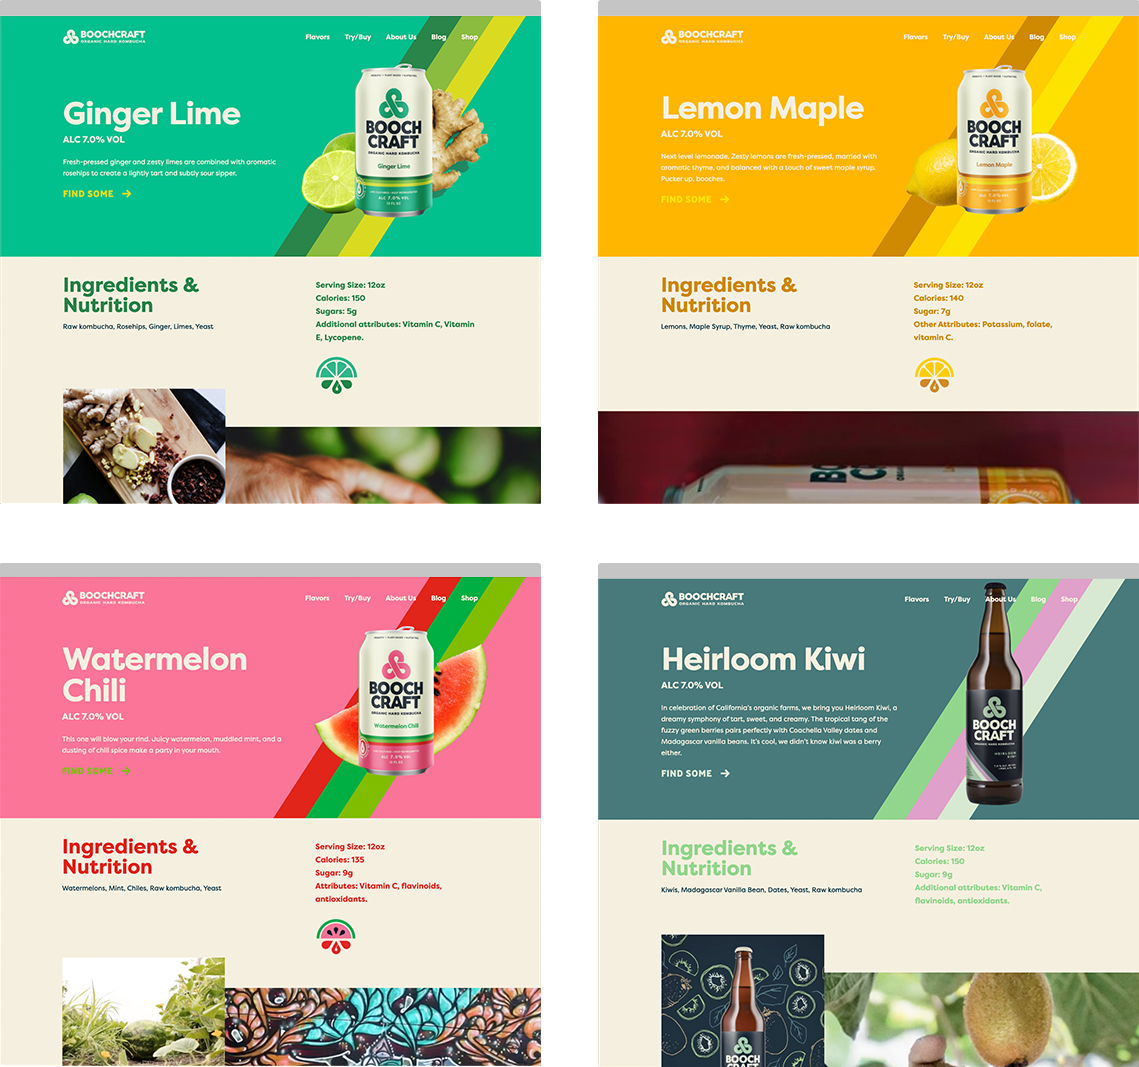 BOOCHCRAFT
ORGANIC HARD KOMBUCHA
Flavors Try/Buy About Us Blog Shop
Ginger Lime
ALC 7.0% VOL
Fresh-pressed ginger and zesty limes are combined with aromatic
rosehips to create a lightly tart and subtly sour sipper.
FIND SOME
BOOCH
CRAFT
ORGANIC HARD KOMBUCHA
Ginger Lime
ALC 7.0% VOL
Ingredients &
Nutrition
Raw kombucha, Rosehips, Ginger, Limes, Yeast
Serving Size: 12oz
Calories: 150
Sugars: 5g
Additional attributes: Vitamin C, Vitamin
E, Lycopene.
BOOCHCRAFT
ORGANIC HARD KOMBUCHA
Flavors Try/Buy About Us Blog Shop
Lemon Maple
ALC 7.0% VOL
Next level lemonade. Zesty lemons are fresh-pressed, married with
aromatic thyme, and balanced with a touch of sweet maple syrup.
Pucker up, booches.
FIND SOME
BOOCH
CRAFT
ORGANIC HARD KOMBUCHA
Lemon Maple
ALC 7.0% VOL
Ingredients &
Nutrition
Lemons, Maple Syrup, Thyme, Yeast, Raw kombucha
Serving Size: 12oz
Calories: 140
Sugar: 7g
Other Attributes: Potassium, folate,
vitamin C.
BOOCHCRAFT
ORGANIC HARD KOMBUCHA
Flavors Try/Buy About Us Blog Shop
Watermelon
Chili
ALC 7.0% VOL
This one will blow your rind. Juicy watermelon, muddled mint, and a
dusting of chili spice make a party in your mouth.
FIND SOME
BOOCH
CRAFT
ORGANIC HARD KOMBUCHA
Watermelon Chili
ALC 7.0% VOL
Ingredients &
Nutrition
Watermelons, Mint, Chiles, Raw kombucha, Yeast
Serving Size: 12oz
Calories: 135
Sugar: 9g
Attributes: Vitamin C, flavinoids,
antioxidants.
BOOCHCRAFT
ORGANIC HARD KOMBUCHA
Flavors Try/Buy About Us Blog Shop
Heirloom Kiwi
ALC 7.0% VOL
In celebration of California's organic farms, we bring you Heirloom Kiwi, a
dreamy symphony of tart, sweet, and creamy. The tropical tang of the
fuzzy green berries pairs perfectly with Coachella Valley dates and
Madagascar vanilla beans. It's cool, we didn't know kiwi was a berry
either.
FIND SOME
BOOCH
CRAFT
ORGANIC HARD KOMBUCHA
HEIRLOOM
KIWI
Ingredients &
Nutrition
Kiwis, Madagascar Vanilla Bean, Dates, Yeast, Raw kombucha
Serving Size: 12oz
Calories: 150
Sugar: 9g
Additional attributes: Vitamin C,
flavinoids, antioxidants.
BOOCH
CRAFT